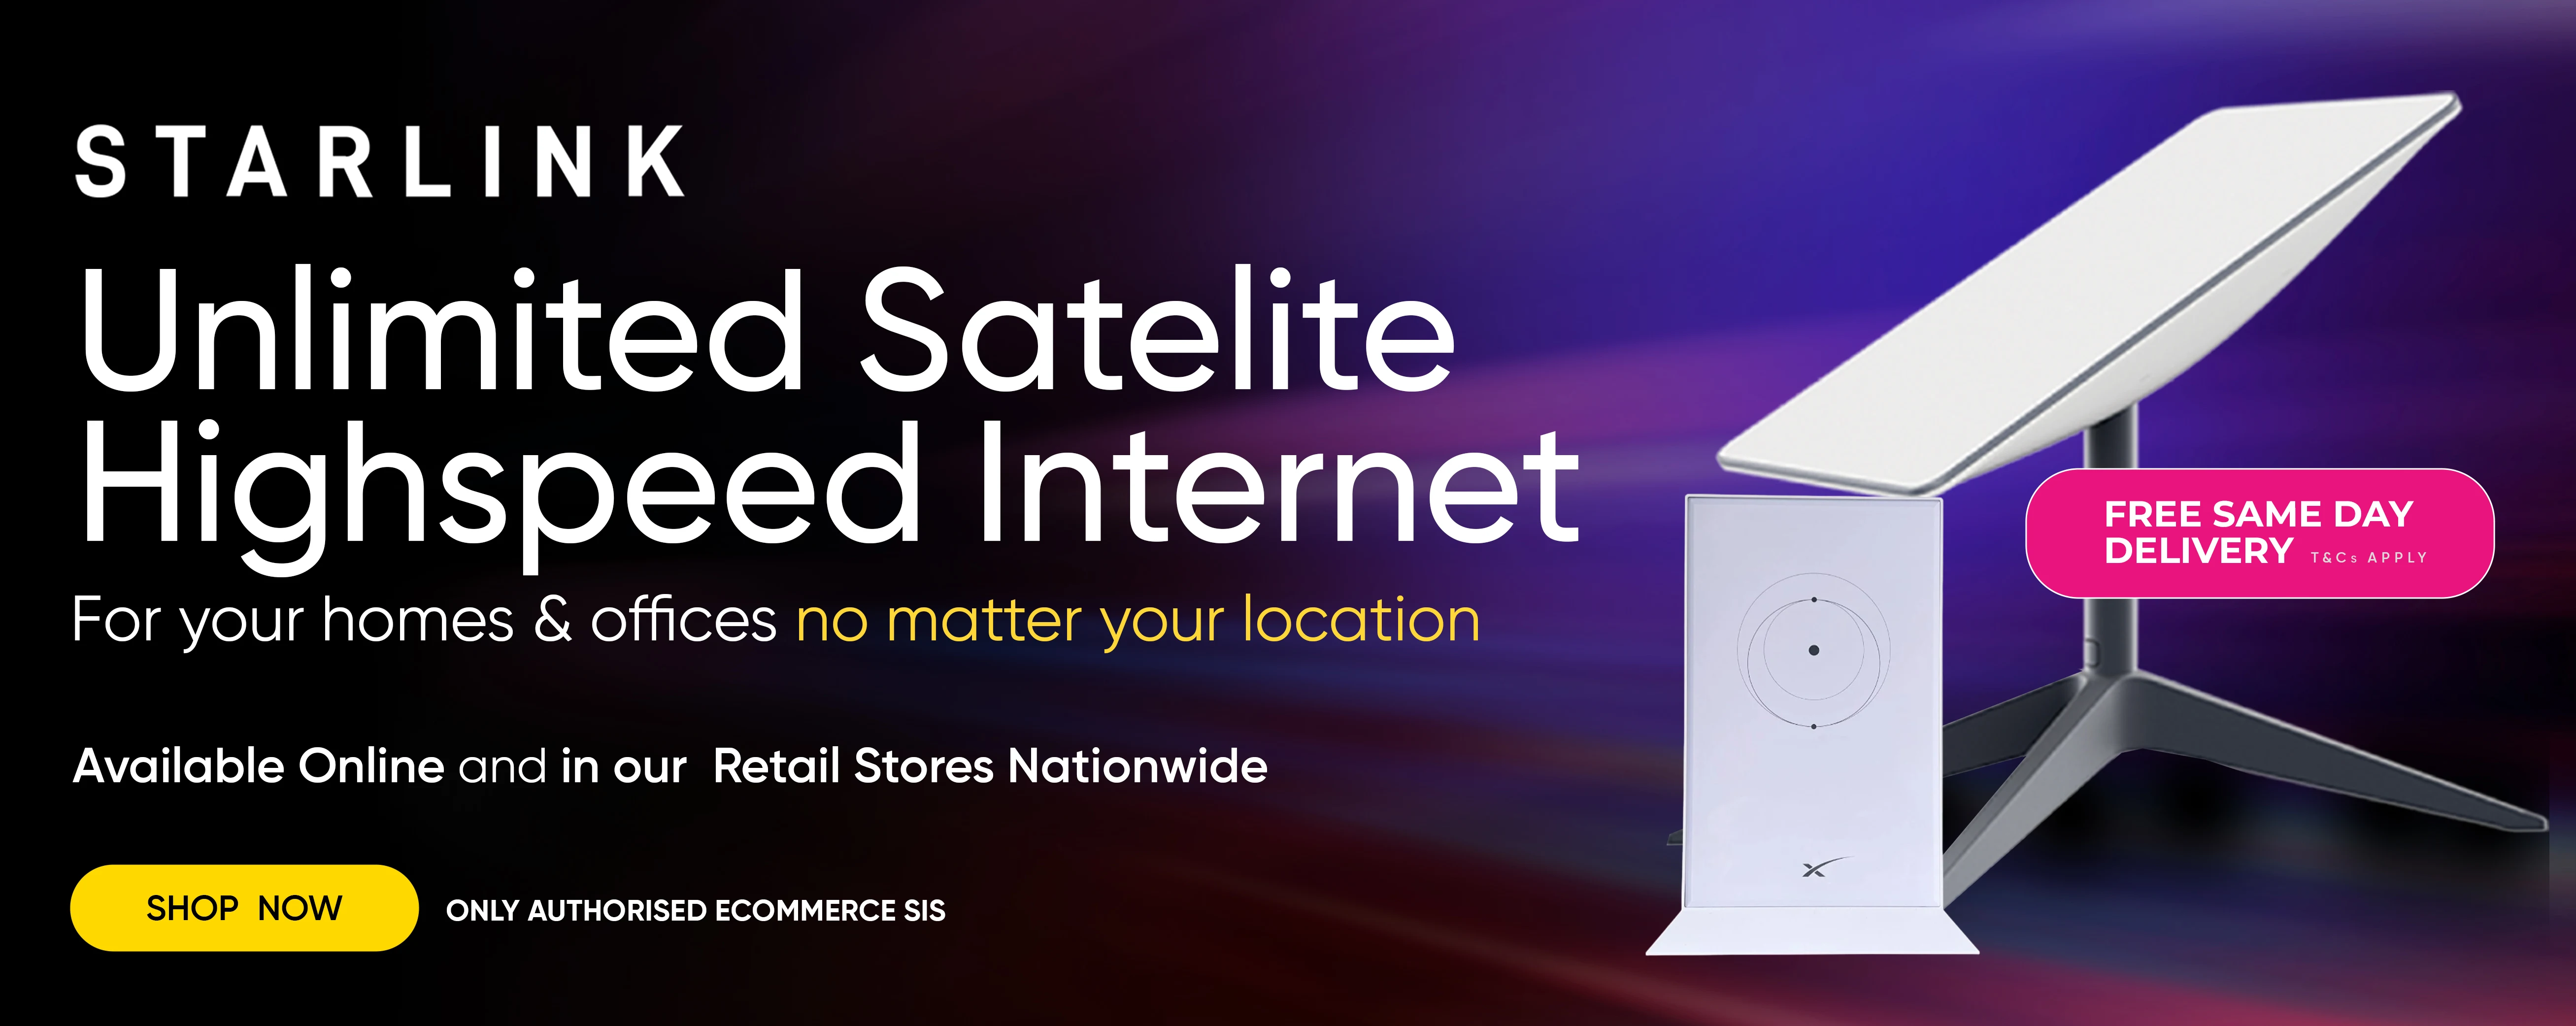 STARLINK
Unlimited Satelite
Highspeed Internet
For your homes & offices no matter your location
Available Online and in our Retail Stores Nationwide
SHOP NOW
ONLY AUTHORISED ECOMMERCE SIS
FREE SAME DAY
DELIVERY T&Cs APPLY